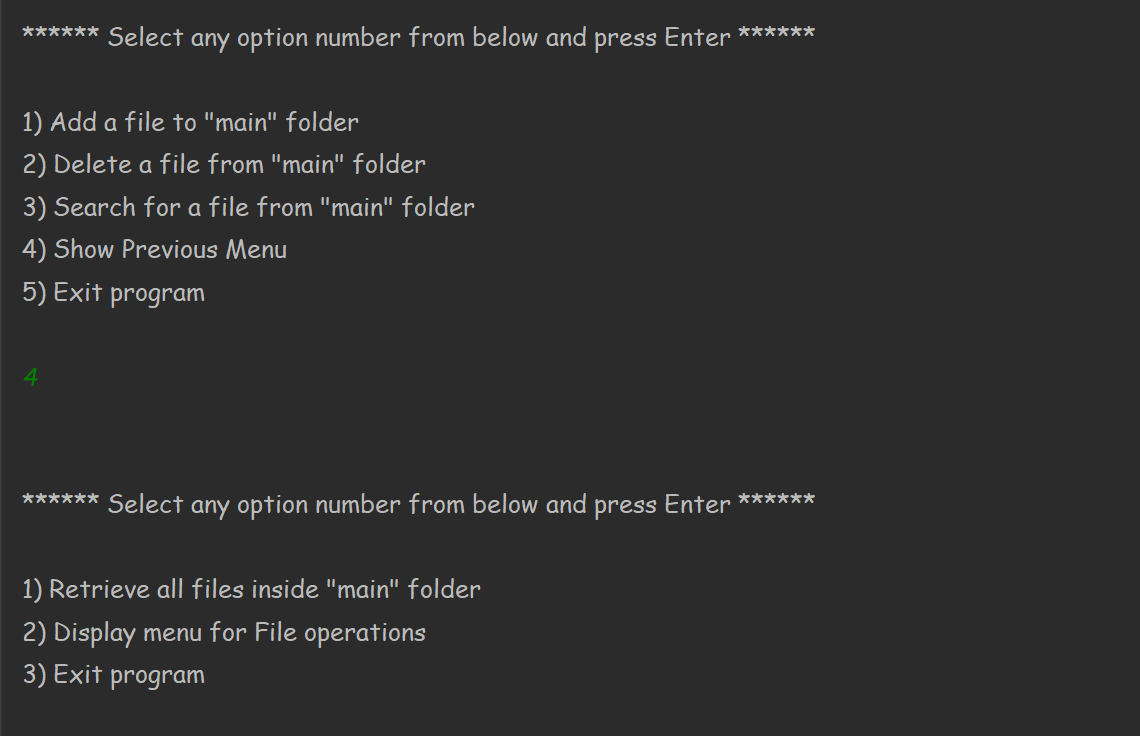 ****** Select any option number from below and press Enter ******
1) Add a file to "main" folder
2) Delete a file from "main" folder
3) Search for a file from "main" folder
4) Show Previous Menu
5) Exit program
4
****** Select any option number from below and press Enter ******
1) Retrieve all files inside "main" folder
2) Display menu for File operations
3) Exit program